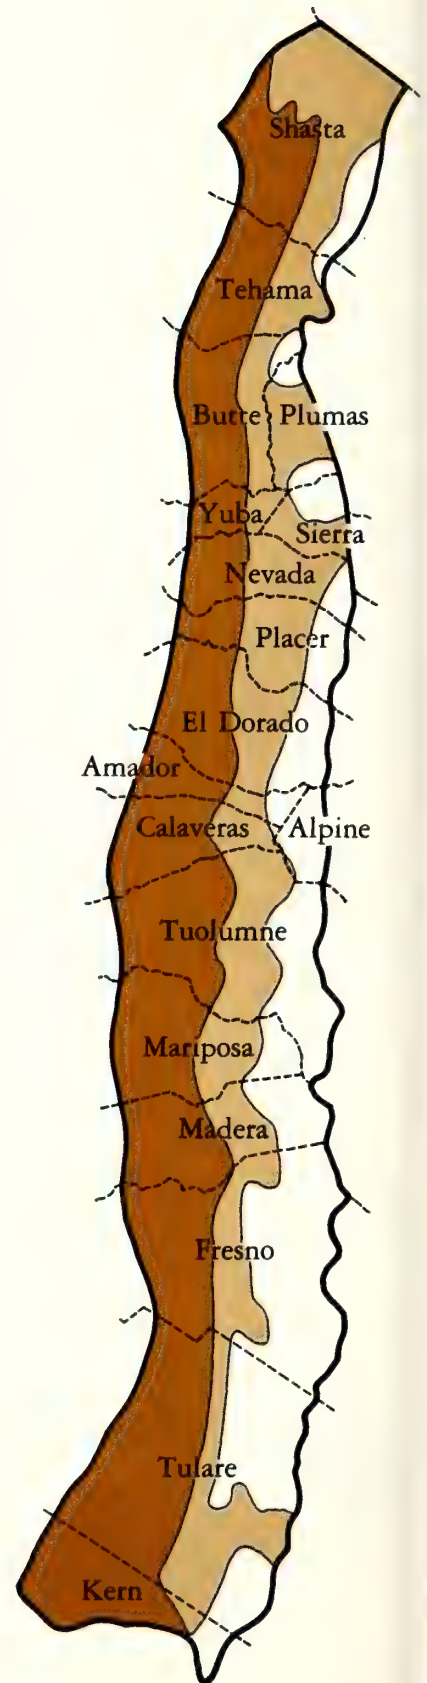 Shasta
Tehama
Butte Plumas
Yuba
Sierra
Nevada
Placer
El Dorado
Amador
Calaveras Alpine
Tuolumne
Mariposa
Madera
Fresno
Tulare
Kern